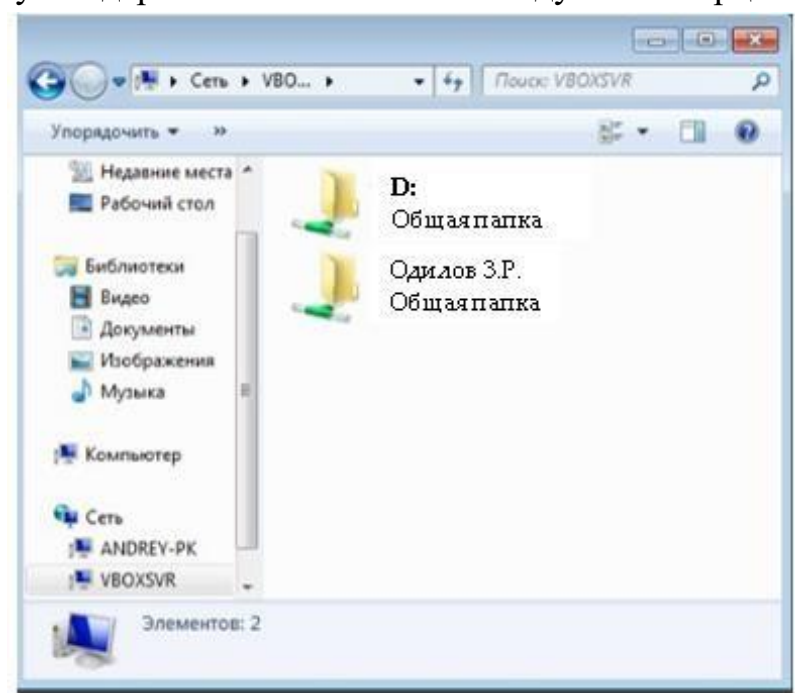 Сеть VBO...
Поиск: VBOXSVR
Упорядочить »
Недавние места
Рабочий стол
Библиотеки
Видео
Документы
Изображения
Музыка
Компьютер
Сеть
ANDREY-PK
VBOXSVR
D:
Общая папка
Одилов З.Р.
Общая папка
Элементов: 2